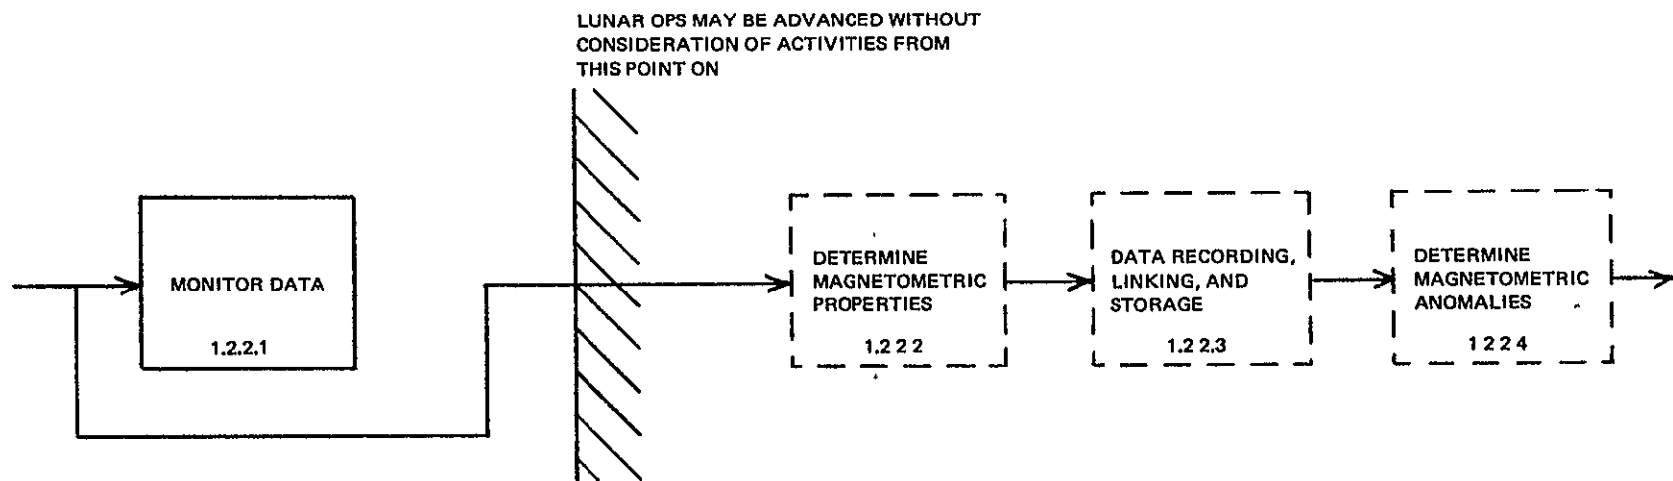 LUNAR OPS MAY BE ADVANCED WITHOUT
CONSIDERATION OF ACTIVITIES FROM
THIS POINT ON
MONITOR DATA
1.2.2.1
DETERMINE
MAGNETOMETRIC
PROPERTIES
1.2 2 2
DATA RECORDING,
LINKING, AND
STORAGE
1.2 2.3
DETERMINE
MAGNETOMETRIC
ANOMALIES
1 2 2 4